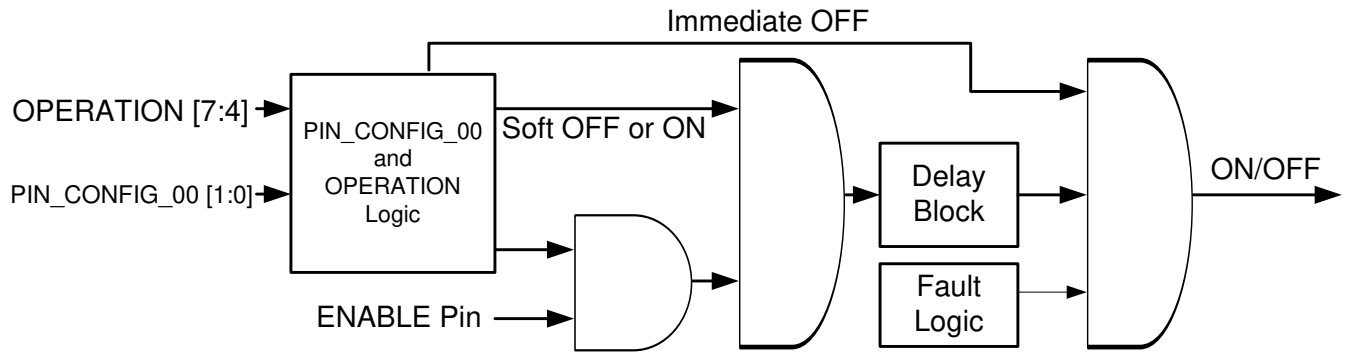 Immediate OFF
OPERATION [7:4]
PIN_CONFIG_00
and
OPERATION
Logic
Soft OFF or ON
PIN_CONFIG_00 [1:0]
Delay
Block
ON/OFF
Fault
Logic
ENABLE Pin